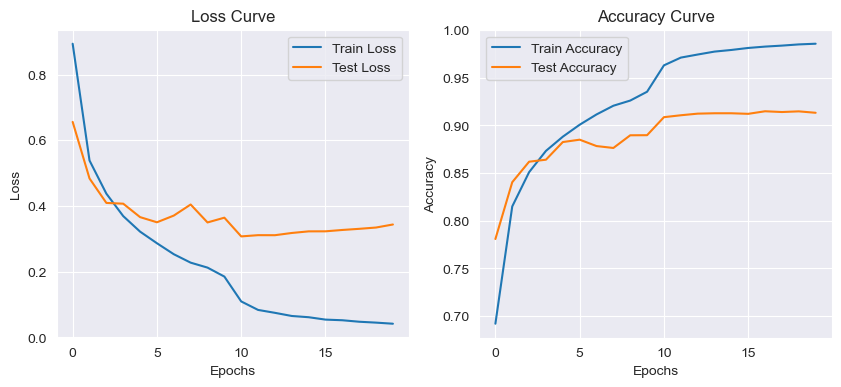 Loss Curve
Train Loss
Test Loss
0.8
0.6
0.4
0.2
0.0
0
5
10
15
Epochs
Loss
Accuracy Curve
Train Accuracy
Test Accuracy
1.00
0.95
0.90
0.85
0.80
0.75
0.70
0
5
10
15
Epochs
Accuracy